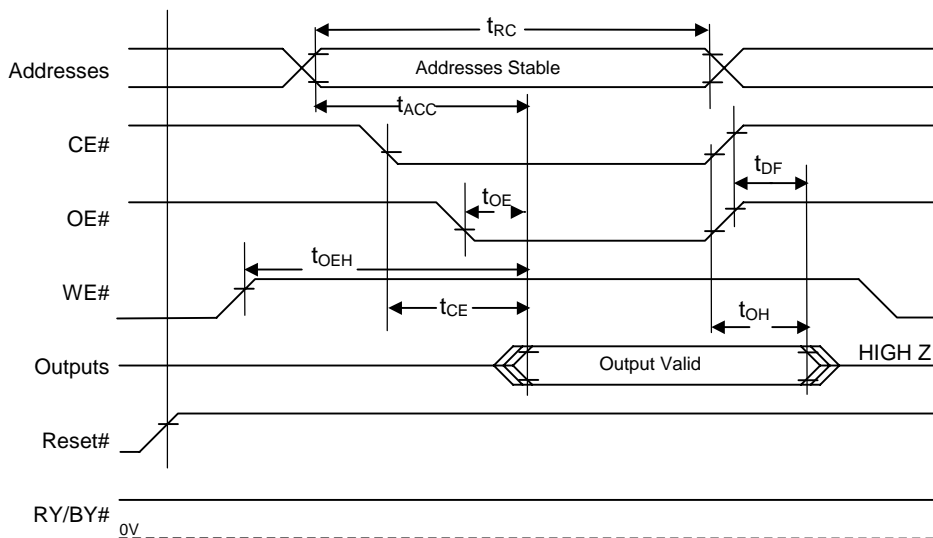 tRC
Addresses
Addresses Stable
tACC
CE#
tDF
tOE
OE#
tOEH
WE#
tCE
tOH
Outputs
Output Valid
HIGH Z
Reset#
RY/BY#
0V